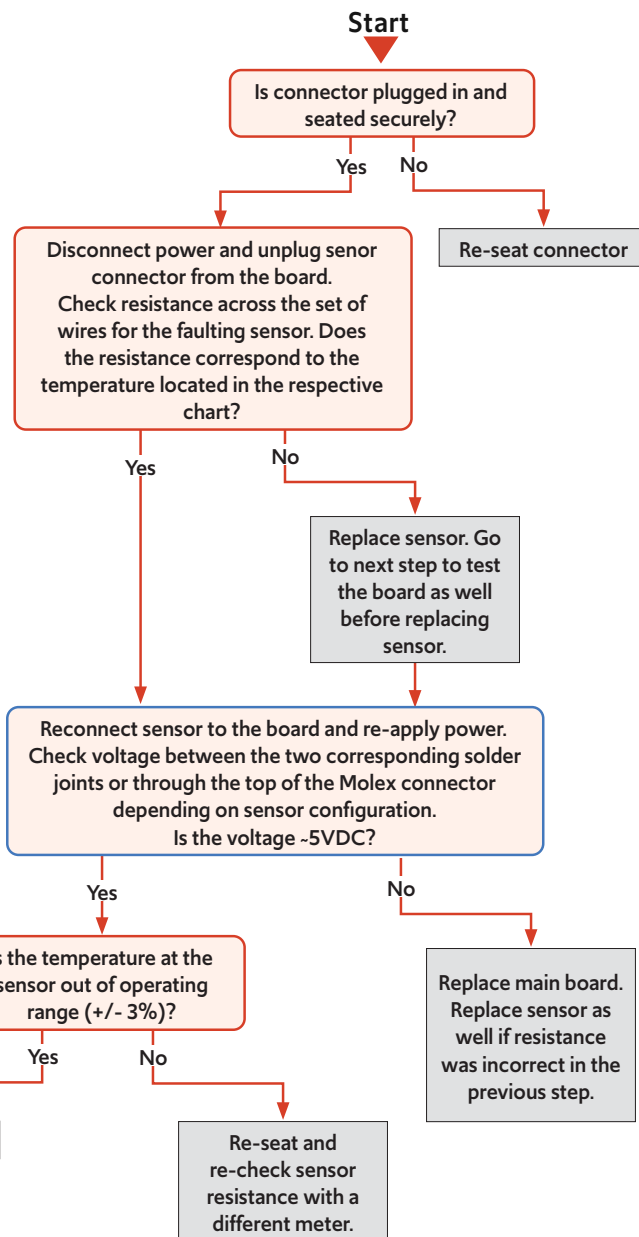 Start
Is connector plugged in and
seated securely?
Yes
No
Re-seat connector
Disconnect power and unplug senor
connector from the board.
Check resistance across the set of
wires for the faulting sensor. Does
the resistance correspond to the
temperature located in the respective
chart?
Yes
No
Replace sensor. Go
to next step to test
the board as well
before replacing
sensor.
Reconnect sensor to the board and re-apply power.
Check voltage between the two corresponding solder
joints or through the top of the Molex connector
depending on sensor configuration.
Is the voltage ~5VDC?
Yes
No
s the temperature at the
sensor out of operating
range (+/- 3%)?
Replace main board.
Replace sensor as
well if resistance
was incorrect in the
previous step.
Yes
No
Re-seat and
re-check sensor
resistance with a
different meter.